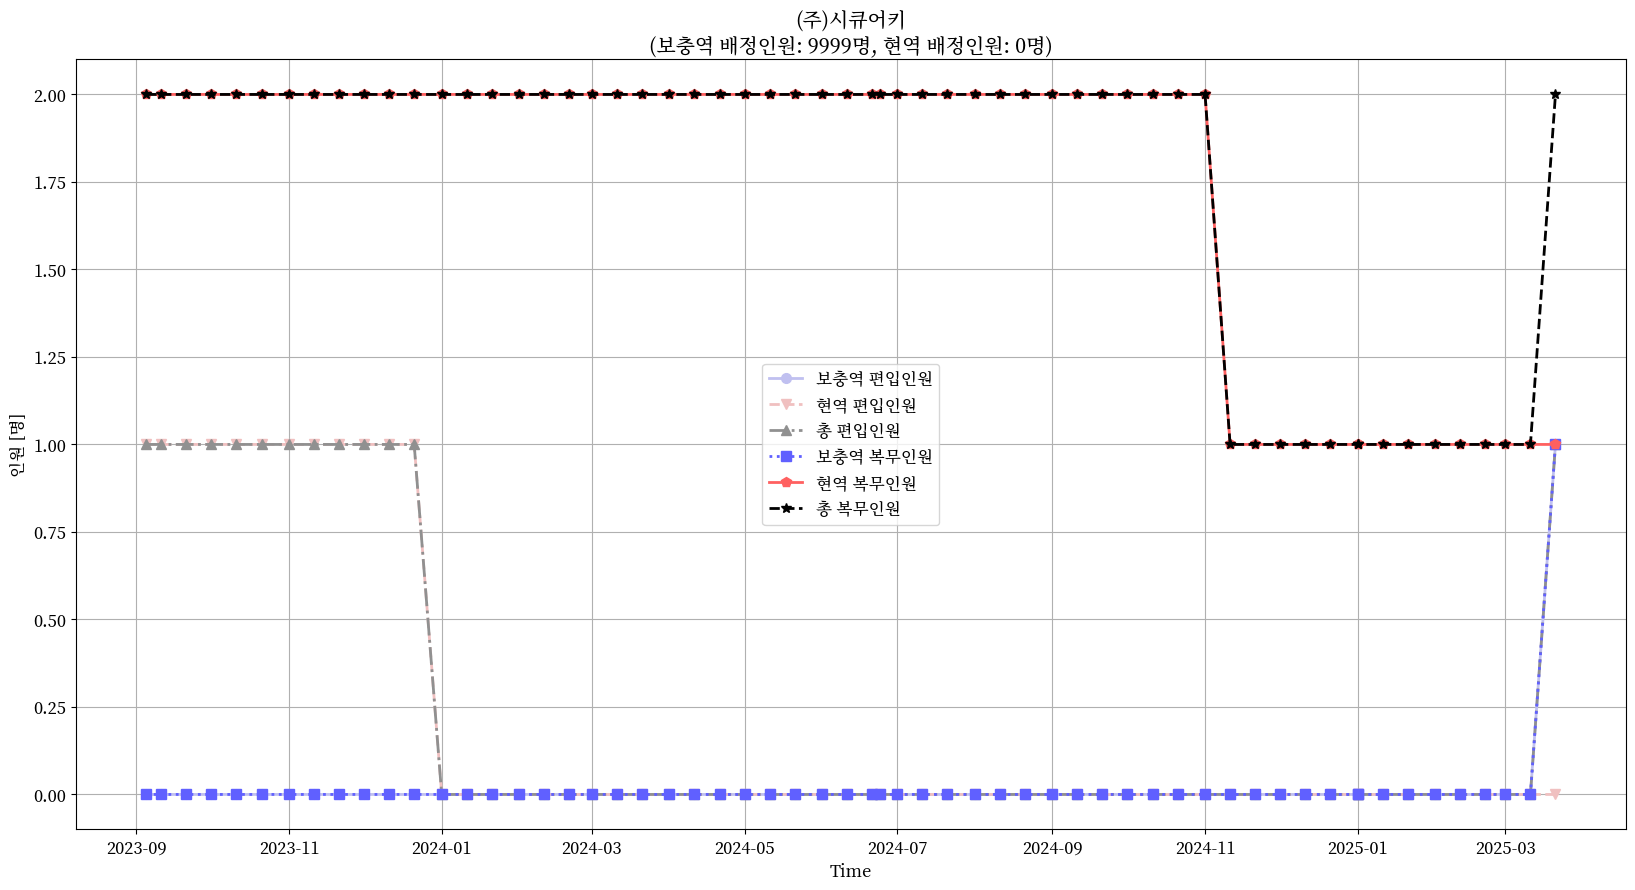 (주)시큐어키
(보충역 배정인원: 9999명, 현역 배정인원: 0명)
2.00
1.75
1.50
1.25
1.00
0.75
0.50
0.25
0.00
인원 [명]
보충역 편입인원
현역 편입인원
총 편입인원
보충역 복무인원
현역 복무인원
총 복무인원
2023-09
2023-11
2024-01
2024-03
2024-05
2024-07
2024-09
2024-11
2025-01
2025-03
Time